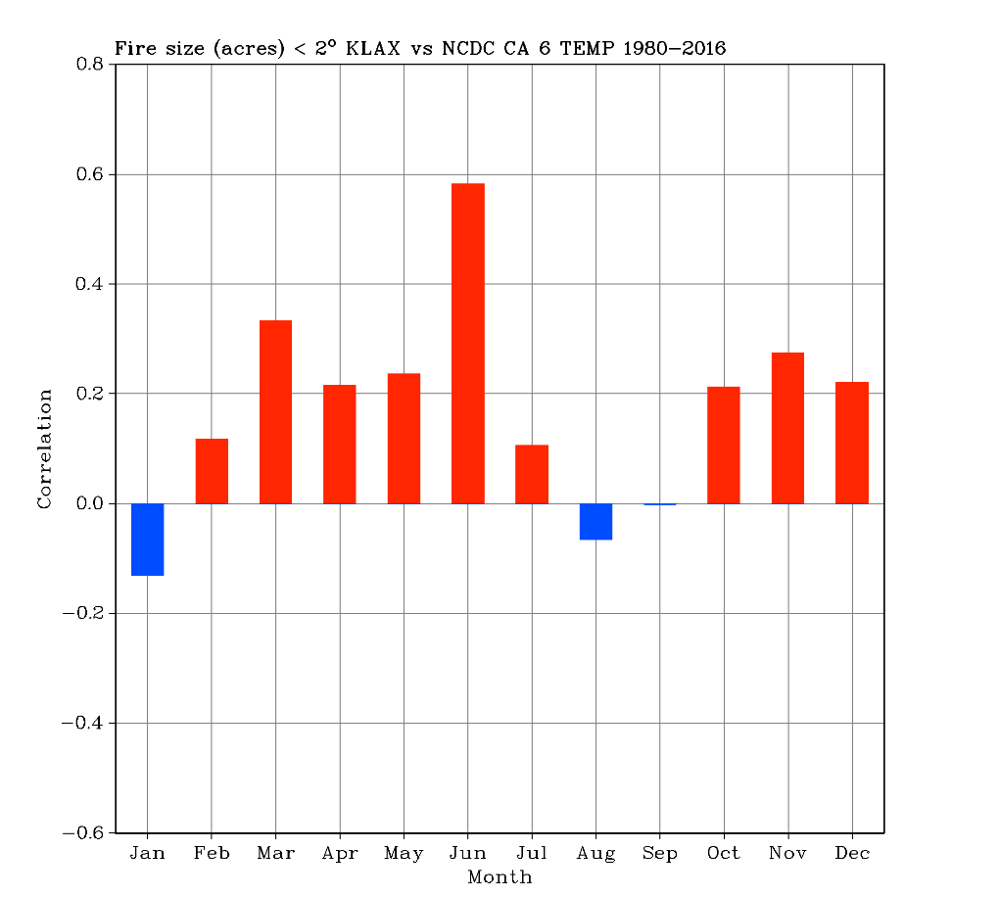 Fire size (acres) < 2° KLAX vs NCDC CA 6 TEMP 1980−2016
0.8
0.6
0.4
0.2
0.0
−0.2
−0.4
−0.6
Correlation
Jan Feb Mar Apr May Jun Jul Aug Sep Oct Nov Dec
Month